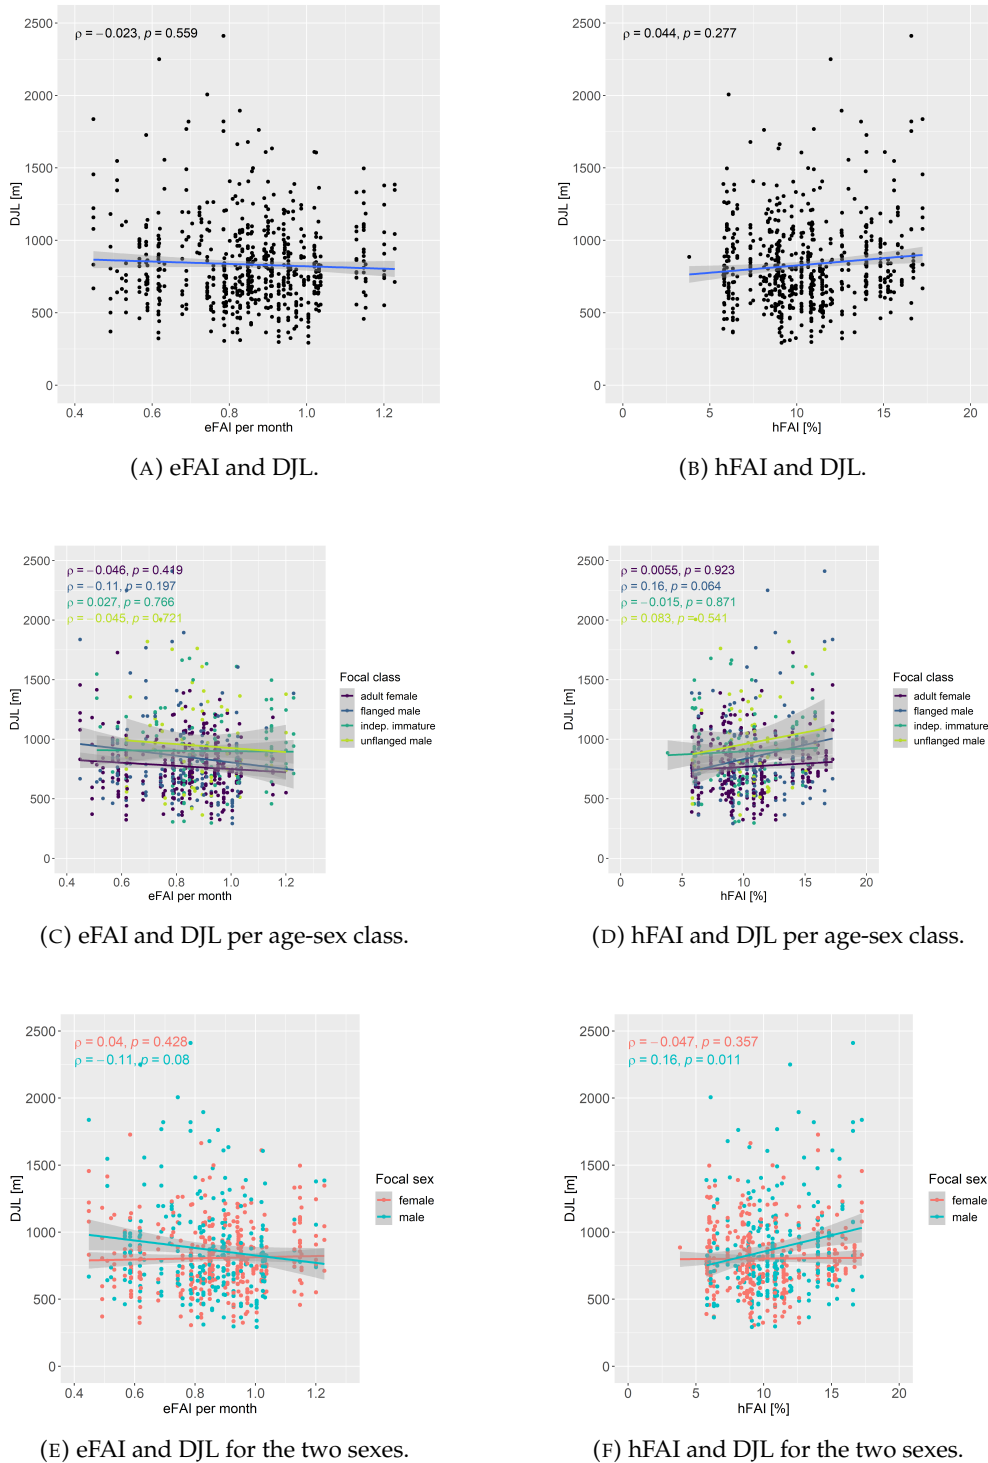 ρ = −0.023, p = 0.559
2500
2000
1500
1000
500
0
DJL [m]
0.4 0.6 0.8 1.0 1.2
eFAI per month
(A) eFAI and DJL.
ρ = 0.044, p = 0.277
2500
2000
1500
1000
500
0
DJL [m]
0 5 10 15 20
hFAI [%]
(B) hFAI and DJL.
ρ = −0.046, p = 0.419
ρ = −0.11, p = 0.197
ρ = 0.027, p = 0.766
ρ = −0.045, p = 0.721
2500
2000
1500
1000
500
0
DJL [m]
0.4 0.6 0.8 1.0 1.2
eFAI per month
Focal class
adult female
flanged male
indep. immature
unflanged male
(C) eFAI and DJL per age-sex class.
ρ = 0.0055, p = 0.923
ρ = 0.16, p = 0.064
ρ = −0.015, p = 0.871
ρ = 0.083, p = 0.541
2500
2000
1500
1000
500
0
DJL [m]
0 5 10 15 20
hFAI [%]
Focal class
adult female
flanged male
indep. immature
unflanged male
(D) hFAI and DJL per age-sex class.
ρ = 0.04, p = 0.428
ρ = −0.11, p = 0.08
2500
2000
1500
1000
500
0
DJL [m]
0.4 0.6 0.8 1.0 1.2
eFAI per month
Focal sex
female
male
(E) eFAI and DJL for the two sexes.
ρ = −0.047, p = 0.357
ρ = 0.16, p = 0.011
2500
2000
1500
1000
500
0
DJL [m]
0 5 10 15 20
hFAI [%]
Focal sex
female
male
(F) hFAI and DJL for the two sexes.